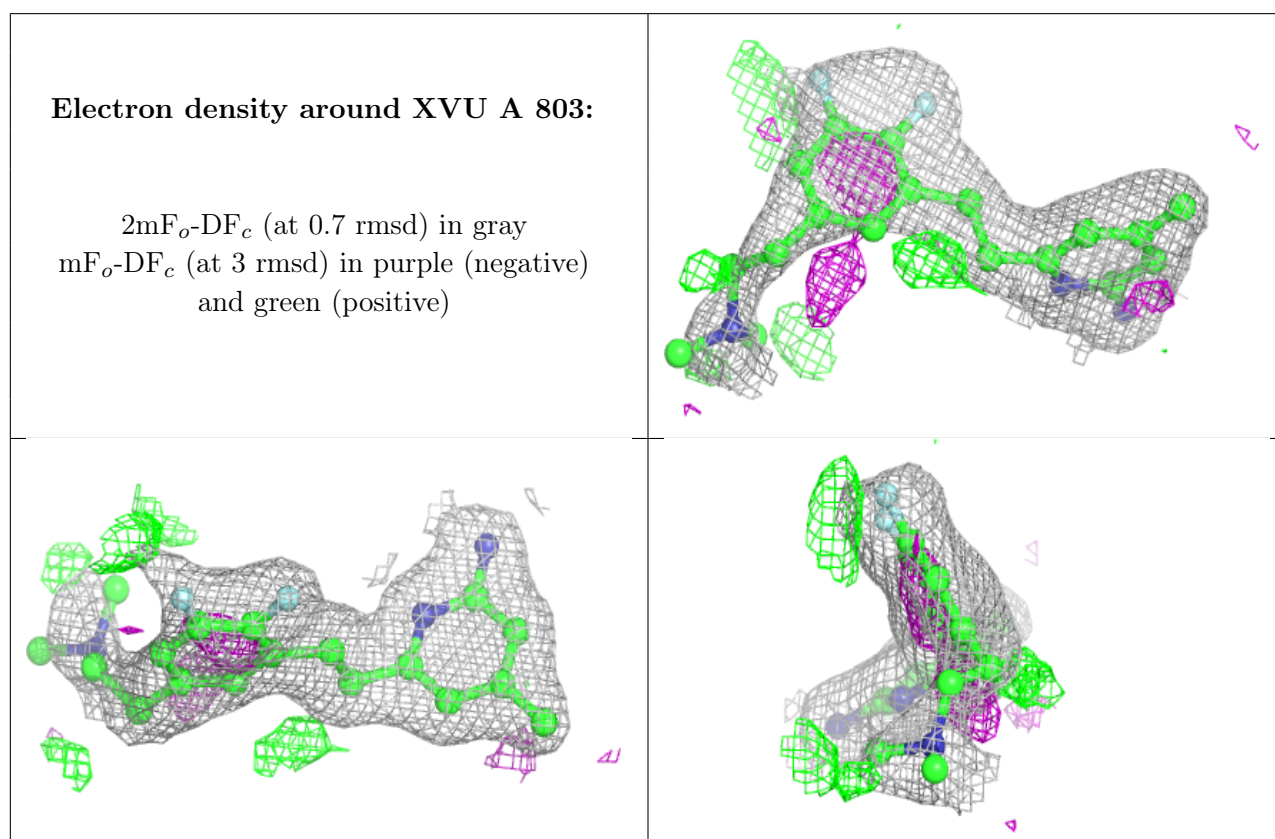 Electron density around XVU A 803:
2mFo-DFc (at 0.7 rmsd) in gray
mFo-DFc (at 3 rmsd) in purple (negative)
and green (positive)